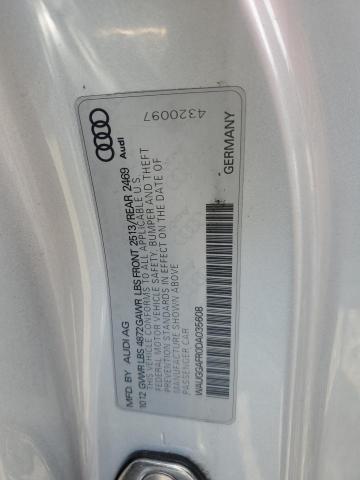 MFD. BY AUDI AG
10 12 GVWR LBS 4872 GAWR LBS FRONT 2513/REAR 2469
THIS VEHICLE CONFORMS TO ALL APPLICABLE U.S.
FEDERAL MOTOR VEHICLE SAFETY, BUMPER AND THEFT
PREVENTION STANDARDS IN EFFECT ON THE DATE OF
MANUFACTURE SHOWN ABOVE.
PASSENGER CAR
WAUGGAFR0DA035608
GERMANY
Audi
4320097